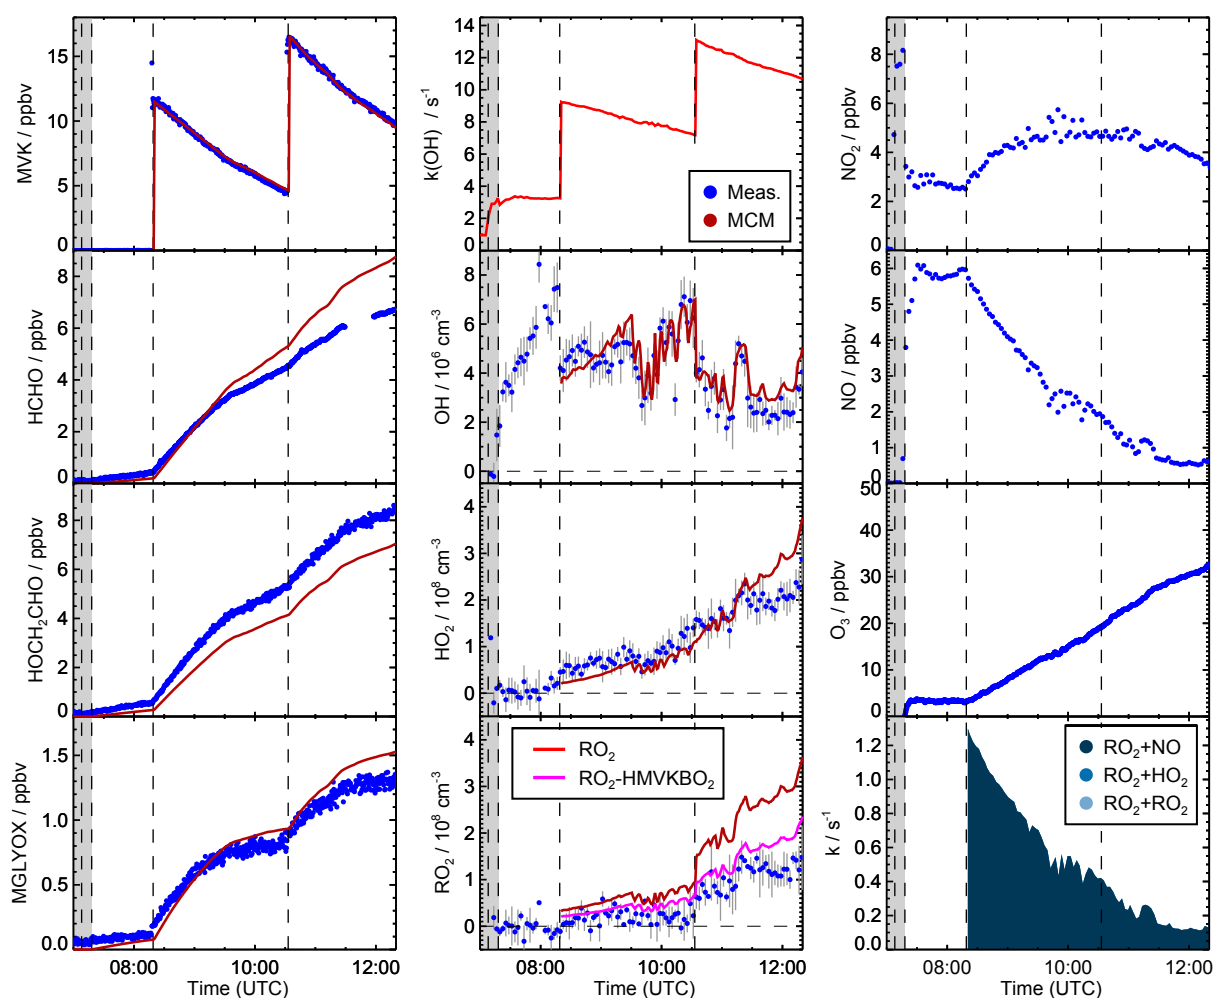 MVK / ppbv
15
10
5
0
k(OH) / s⁻¹
14
12
10
8
6
4
2
0
Meas.
MCM
NO₂ / ppbv
8
6
4
2
0
HCHO / ppbv
8
6
4
2
0
OH / 10⁶ cm⁻³
8
6
4
2
0
NO / ppbv
6
5
4
3
2
1
0
HOCH₂CHO / ppbv
8
6
4
2
0
HO₂ / 10⁸ cm⁻³
4
3
2
1
0
O₃ / ppbv
50
40
30
20
10
0
MGLYOX / ppbv
1.5
1.0
0.5
0.0
RO₂ / 10⁸ cm⁻³
4
3
2
1
0
RO₂
RO₂-HMVKBO₂
k / s⁻¹
1.2
1.0
0.8
0.6
0.4
0.2
0.0
RO₂+NO
RO₂+HO₂
RO₂+RO₂
08:00 10:00 12:00
Time (UTC)
08:00 10:00 12:00
Time (UTC)
08:00 10:00 12:00
Time (UTC)